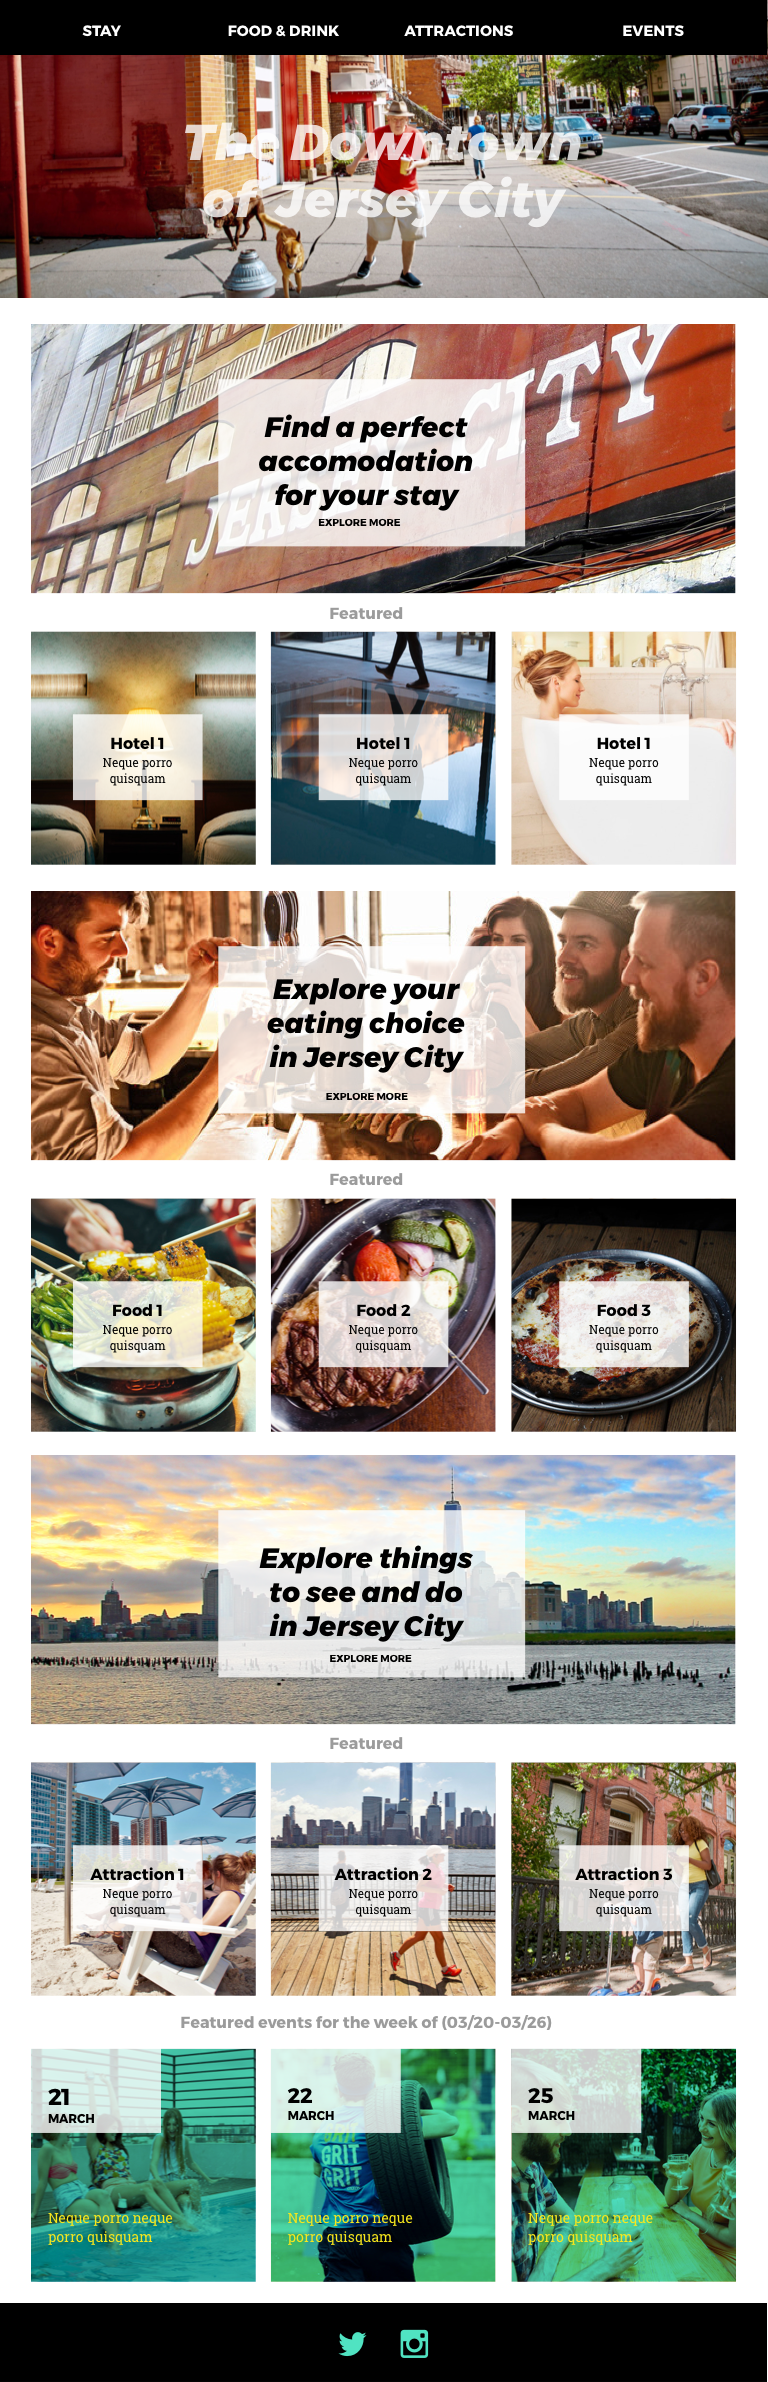 STAY FOOD & DRINK ATTRACTIONS EVENTS
The Downtown
of Jersey City
JERSEY CITY
Find a perfect
accomodation
for your stay
EXPLORE MORE
Featured
Hotel 1
Neque porro
quisquam
Hotel 1
Neque porro
quisquam
Hotel 1
Neque porro
quisquam
Explore your
eating choice
in Jersey City
EXPLORE MORE
Featured
Food 1
Neque porro
quisquam
Food 2
Neque porro
quisquam
Food 3
Neque porro
quisquam
Explore things
to see and do
in Jersey City
EXPLORE MORE
Featured
Attraction 1
Neque porro
quisquam
Attraction 2
Neque porro
quisquam
Attraction 3
Neque porro
quisquam
Featured events for the week of (03/20-03/26)
21
MARCH
Neque porro neque
porro quisquam
22
MARCH
GRIT
GRIT
GRIT
Neque porro neque
porro quisquam
25
MARCH
Neque porro neque
porro quisquam